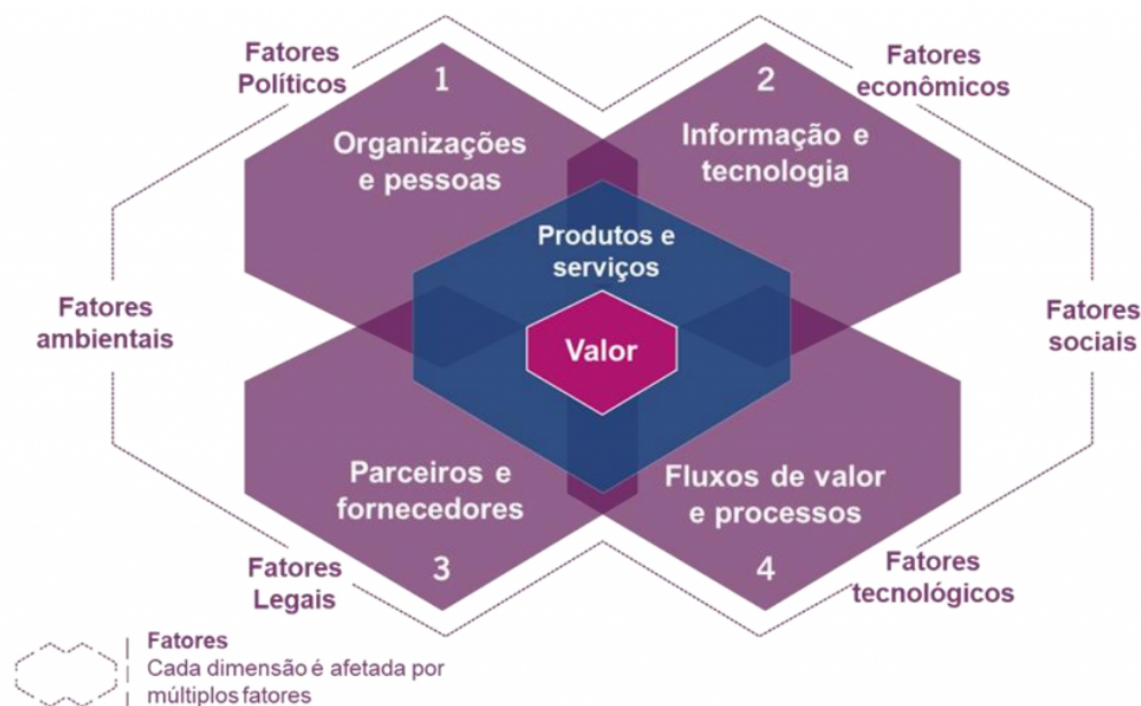 Fatores
Políticos
1
Organizações
e pessoas
2
Informação e
tecnologia
Fatores
econômicos
Produtos e
serviços
Valor
Fatores
ambientais
Fatores
sociais
Parceiros e
fornecedores
3
Fluxos de valor
e processos
4
Fatores
Legais
Fatores
tecnológicos
Fatores
Cada dimensão é afetada por
múltiplos fatores